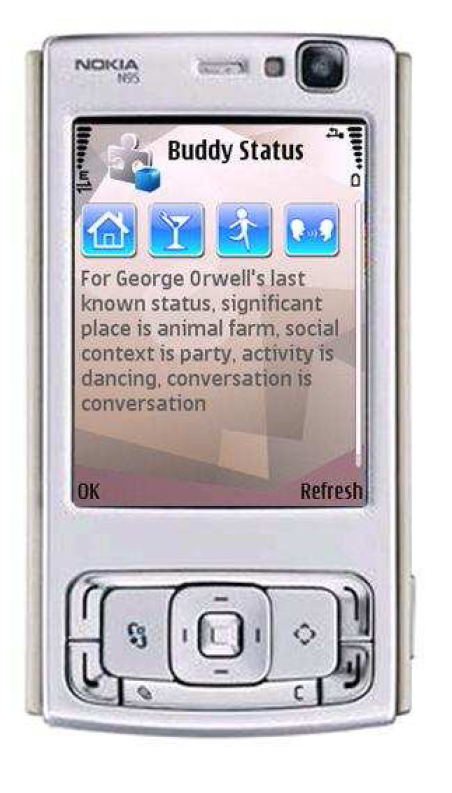 NOKIA
N95
Buddy Status
For George Orwell's last
known status, significant
place is animal farm, social
context is party, activity is
dancing, conversation is
conversation
OK
Refresh
C